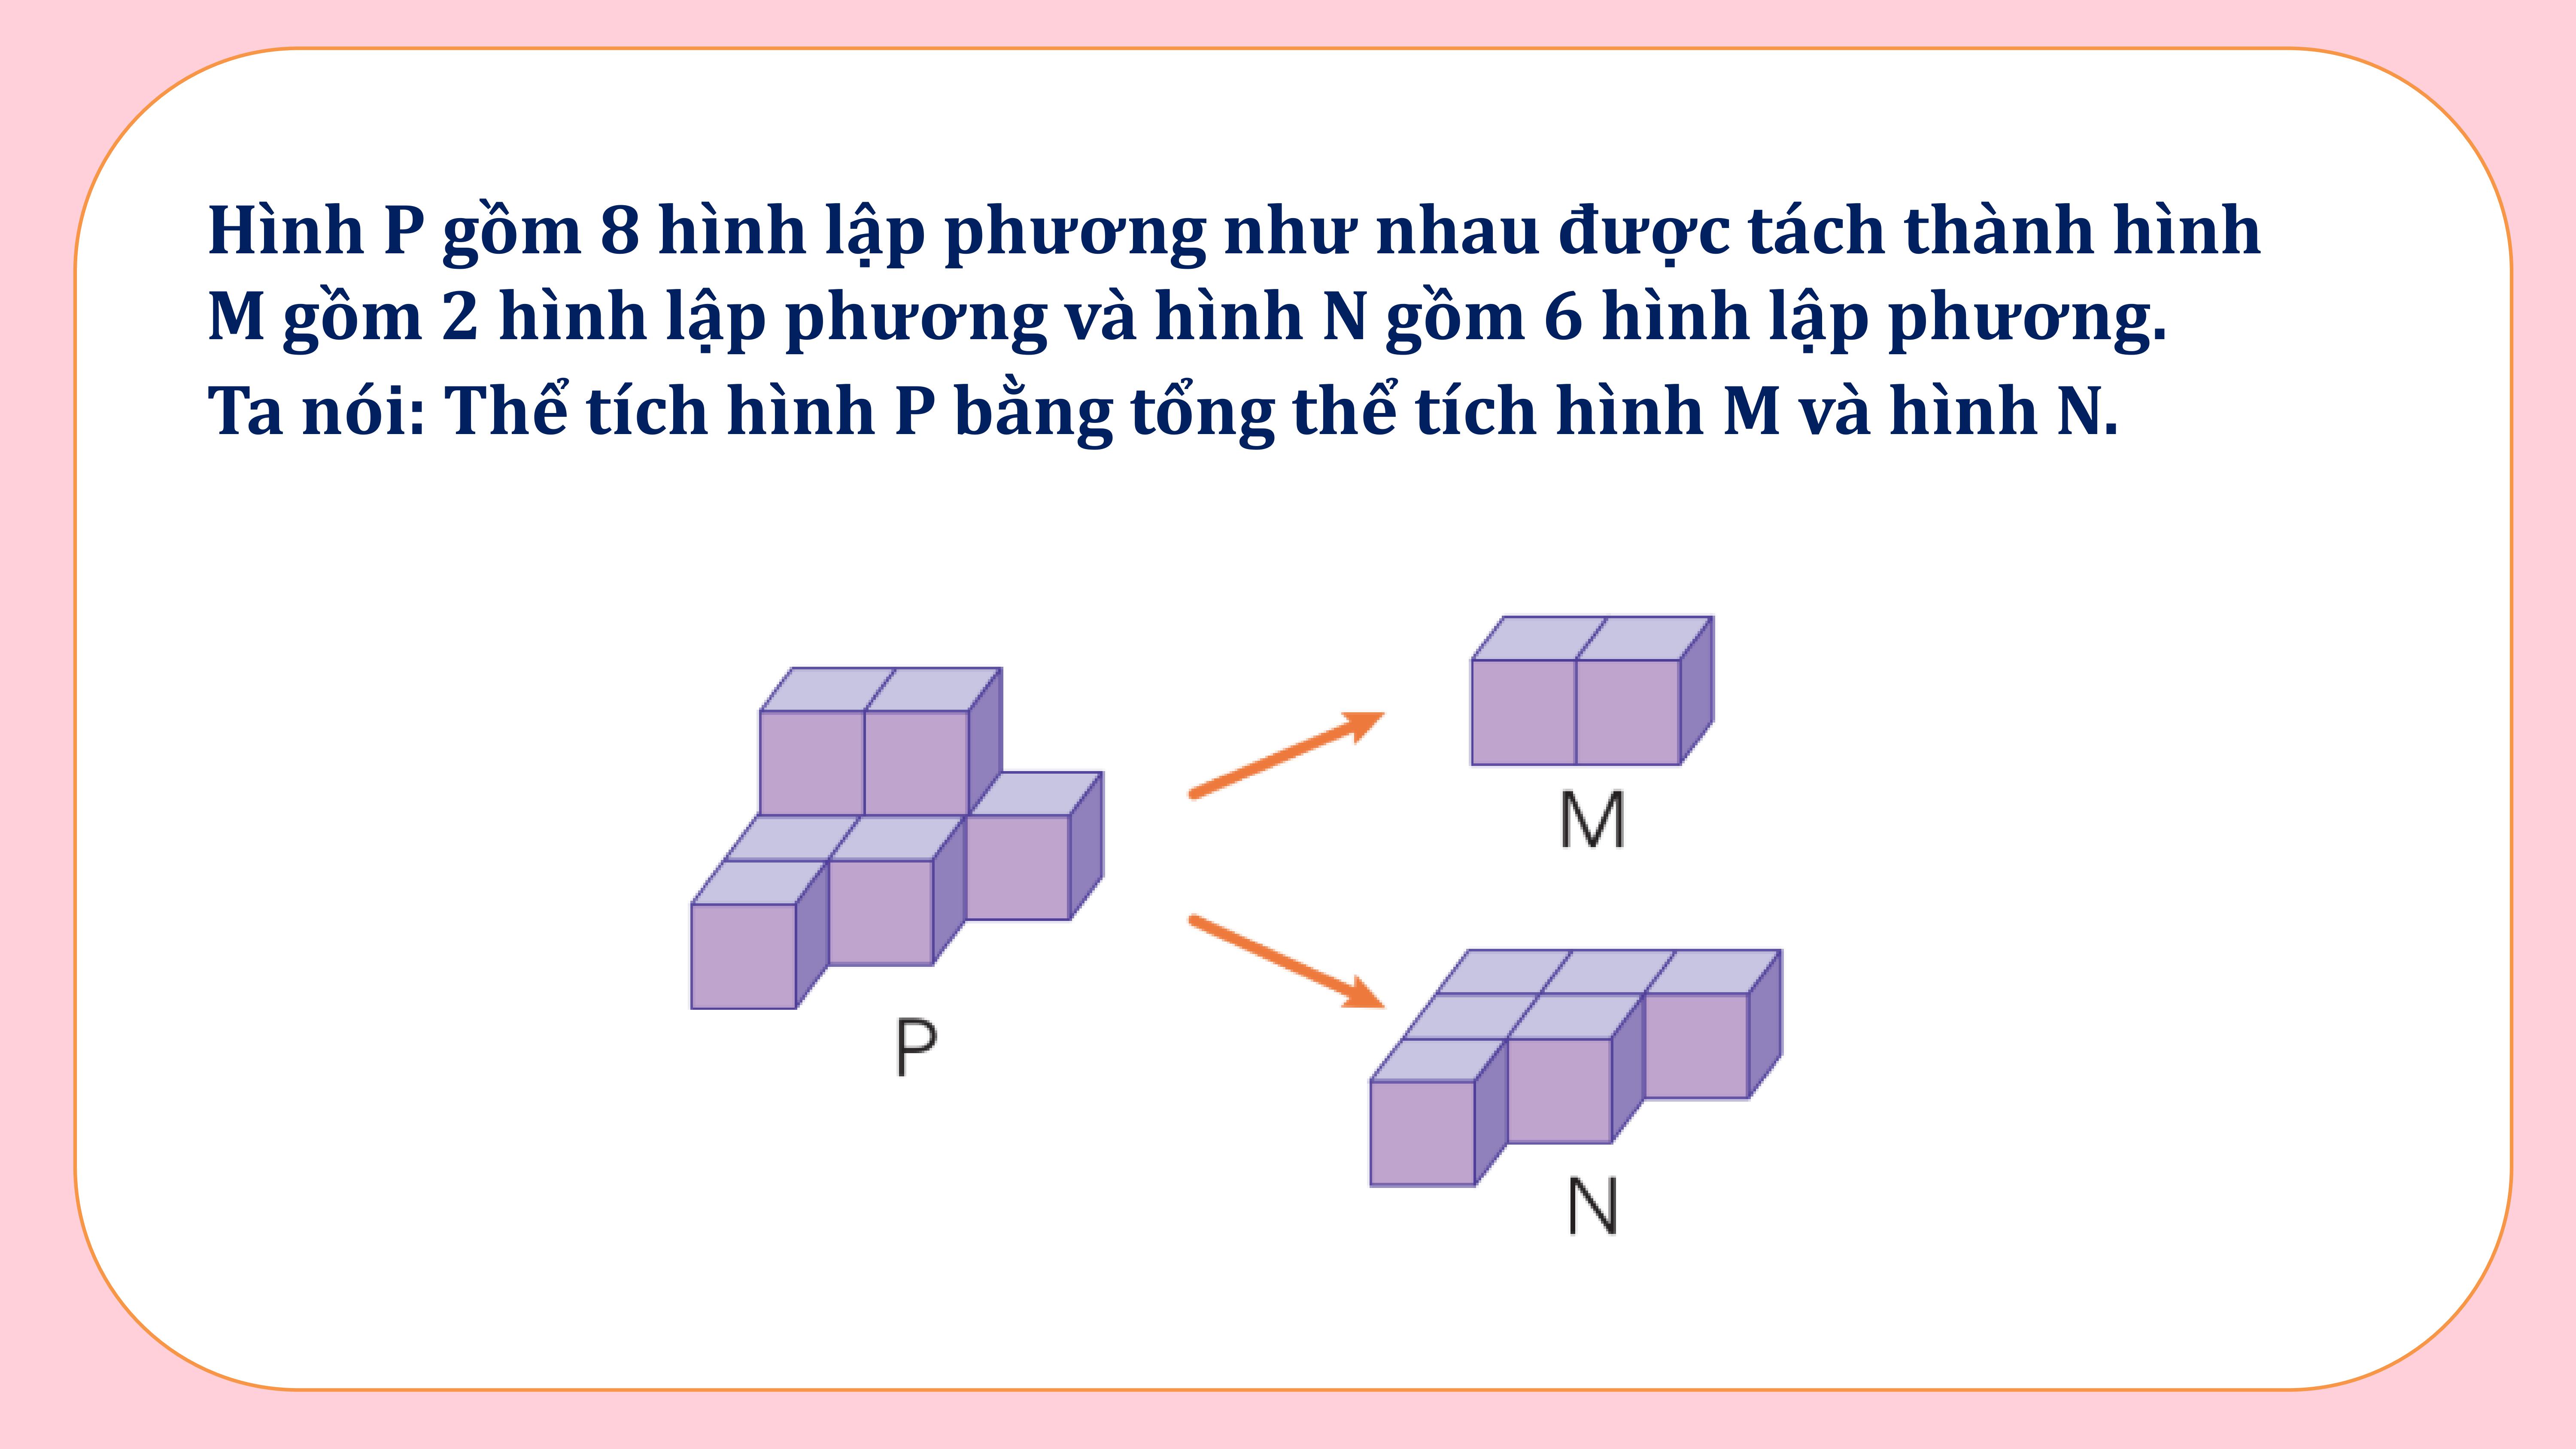 Hình P gồm 8 hình lập phương như nhau được tách thành hình
M gồm 2 hình lập phương và hình N gồm 6 hình lập phương.
Ta nói: Thể tích hình P bằng tổng thể tích hình M và hình N.
M
P
N